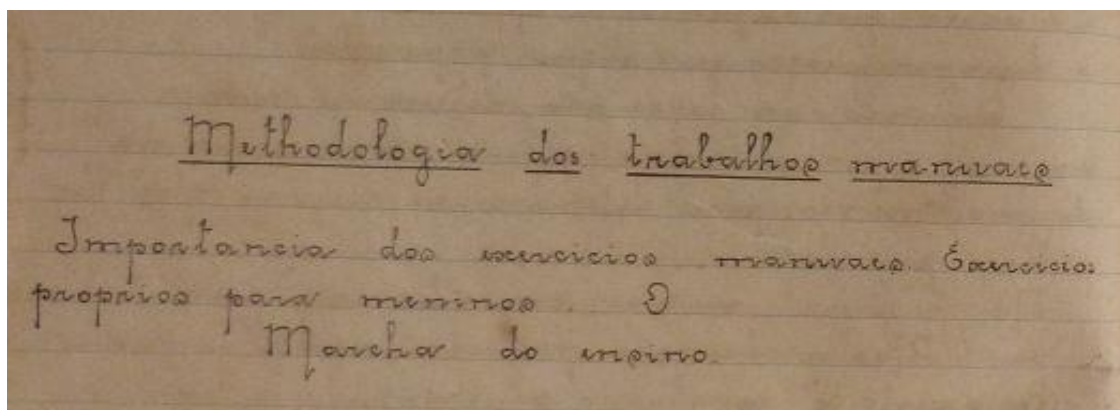 Methodologia dos trabalhos manuaes
Importancia dos exercicios manuaes. Exercicios
proprios para meninos. O
Marcha do ensino.